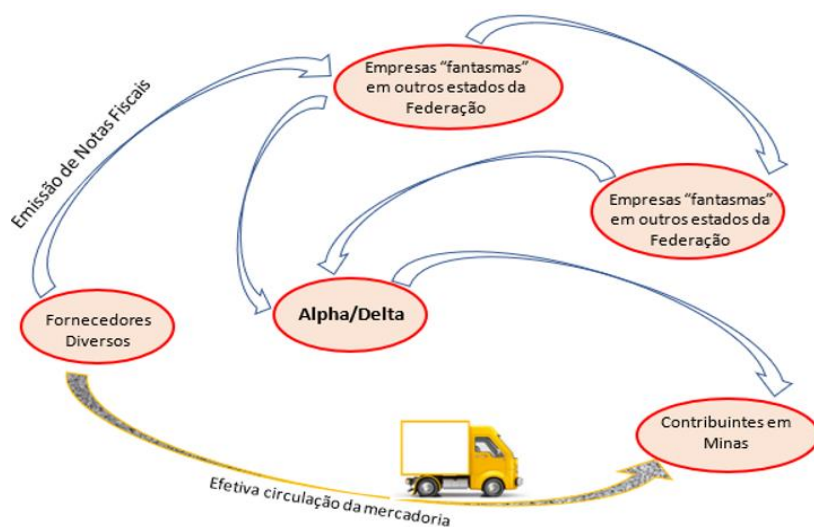 Empresas “fantasmas”
em outros estados da
Federação
Emissão de Notas Fiscais
Empresas “fantasmas”
em outros estados da
Federação
Fornecedores
Diversos
Alpha/Delta
Contribuintes em
Minas
Efetiva circulação da mercadoria